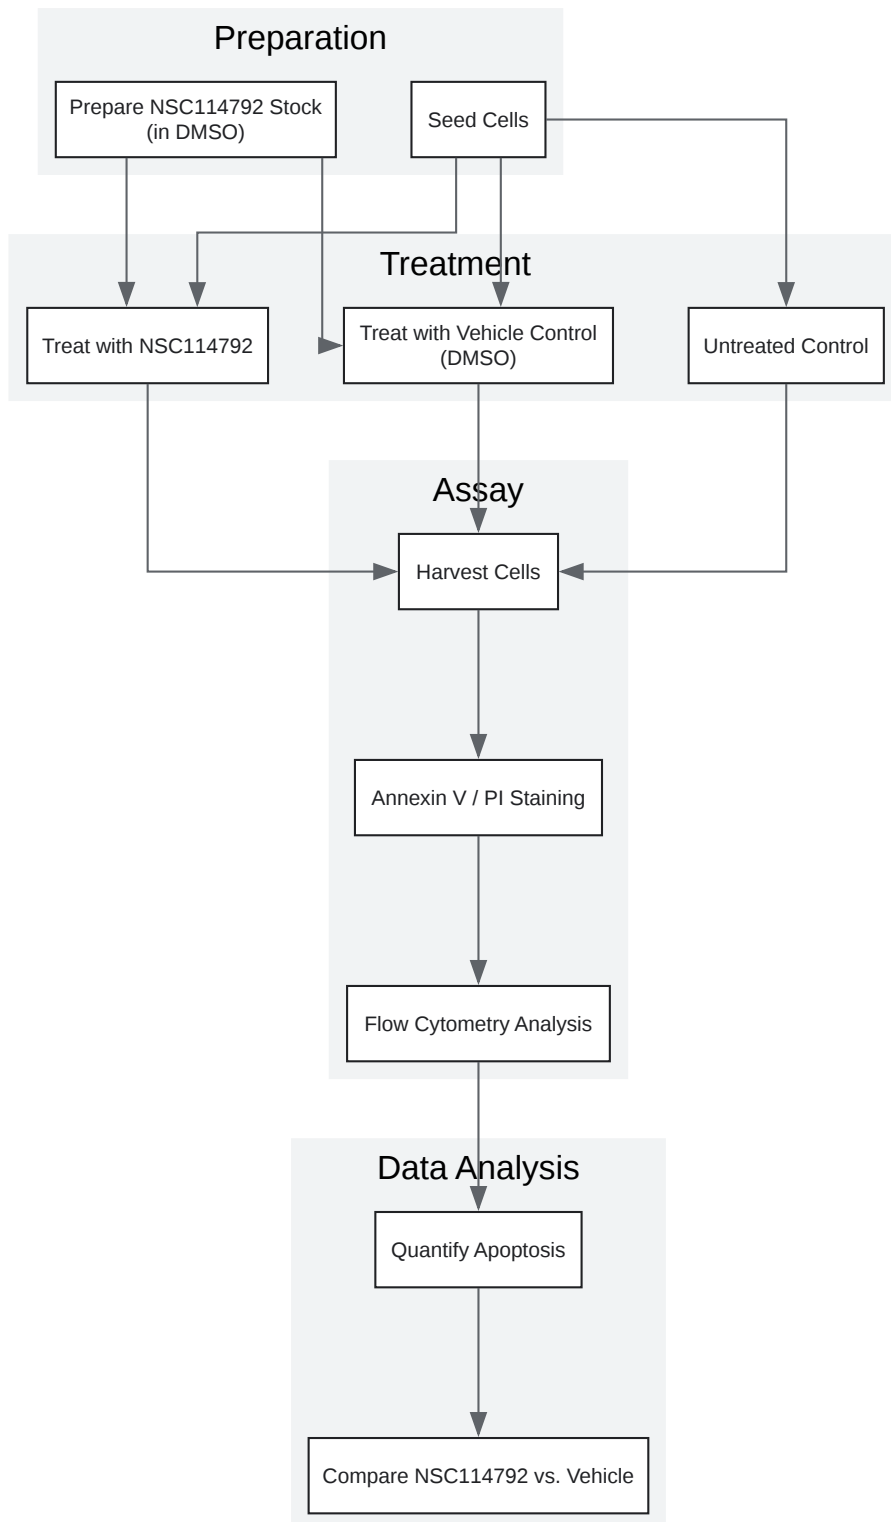 Preparation
Prepare NSC114792 Stock
(in DMSO)
Seed Cells
Treatment
Treat with NSC114792
Treat with Vehicle Control
(DMSO)
Untreated Control
Assay
Harvest Cells
Annexin V / PI Staining
Flow Cytometry Analysis
Data Analysis
Quantify Apoptosis
Compare NSC114792 vs. Vehicle